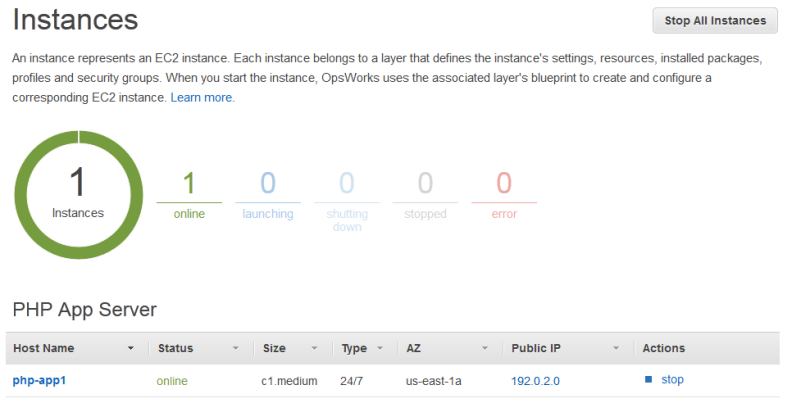 Instances
Stop All Instances
An instance represents an EC2 instance. Each instance belongs to a layer that defines the instance's settings, resources, installed packages,
profiles and security groups. When you start the instance, OpsWorks uses the associated layer's blueprint to create and configure a
corresponding EC2 instance. Learn more.
1
Instances
1 0 0 0 0
online launching shutting down stopped error
PHP App Server
Host Name Status Size Type AZ Public IP Actions
php-app1 online c1.medium 24/7 us-east-1a 192.0.2.0 stop